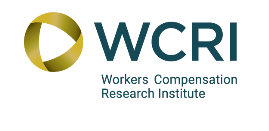 WCRI
Workers Compensation
Research Institute